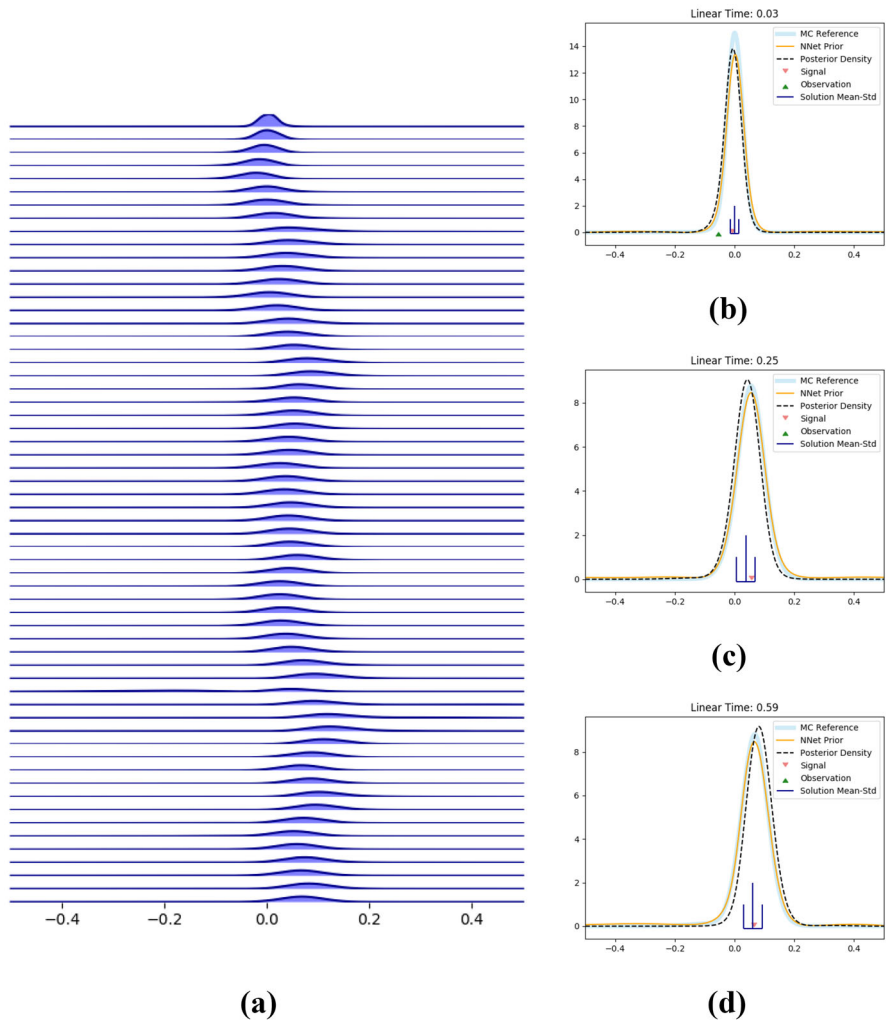 Linear Time: 0.03
MC Reference
NNet Prior
Posterior Density
Signal
Observation
Solution Mean-Std
14
12
10
8
6
4
2
0
−0.4 −0.2 0.0 0.2 0.4
(b)
Linear Time: 0.25
MC Reference
NNet Prior
Posterior Density
Signal
Observation
Solution Mean-Std
8
6
4
2
0
−0.4 −0.2 0.0 0.2 0.4
(c)
Linear Time: 0.59
MC Reference
NNet Prior
Posterior Density
Signal
Observation
Solution Mean-Std
8
6
4
2
0
−0.4 −0.2 0.0 0.2 0.4
(d)
−0.4 −0.2 0.0 0.2 0.4
(a)